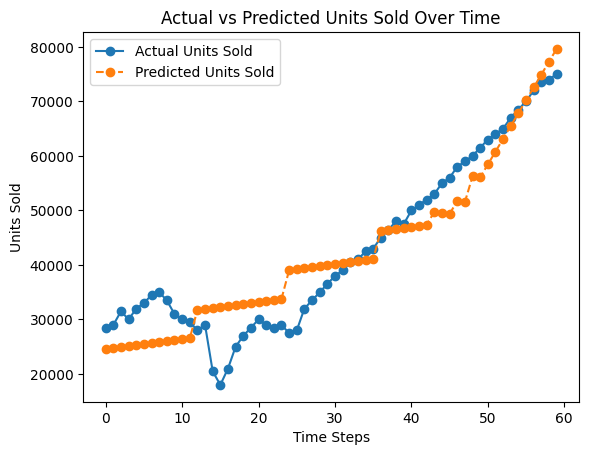 Actual vs Predicted Units Sold Over Time
Actual Units Sold
Predicted Units Sold
80000
70000
60000
50000
40000
30000
20000
Units Sold
0 10 20 30 40 50 60
Time Steps